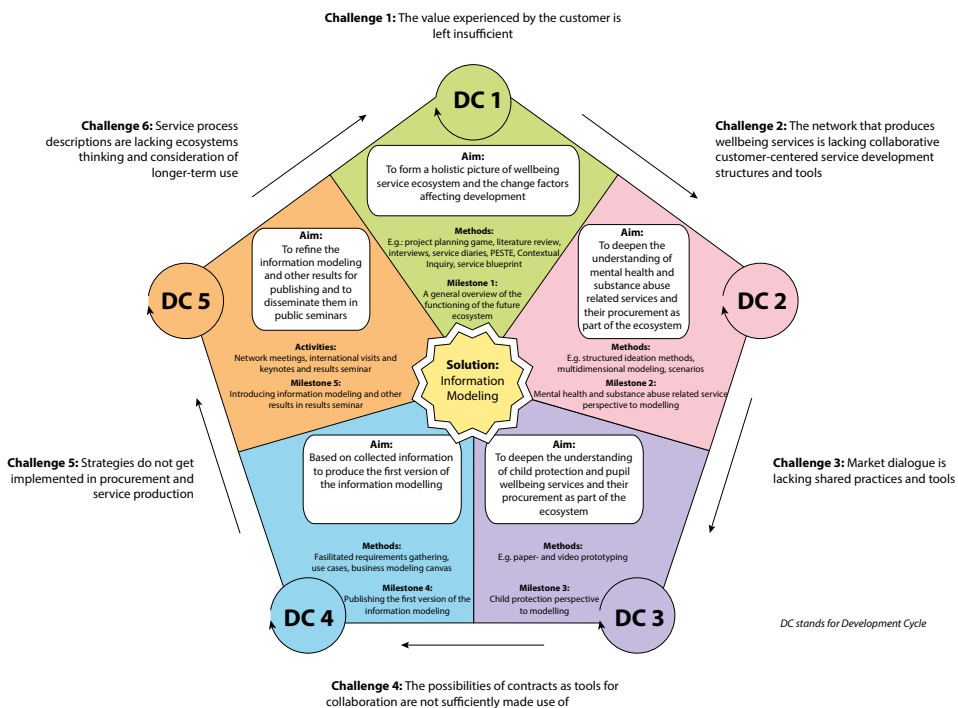 Challenge 1: The value experienced by the customer is
left insufficient
DC 1
Challenge 6: Service process
descriptions are lacking ecosystems
thinking and consideration of
longer-term use
Challenge 2: The network that produces
wellbeing services is lacking collaborative
customer-centered service development
structures and tools
Aim:
To form a holistic picture of wellbeing
service ecosystem and the change factors
affecting development
Methods:
E.g.: project planning game, literature review,
interviews, service diaries, PESTE, Contextual
Inquiry, service blueprint
Milestone 1:
A general overview of the
functioning of the future
ecosystem
Aim:
To refine the
information modeling
and other results for
publishing and to
disseminate them in
public seminars
Aim:
To deepen the
understanding of
mental health and
substance abuse
related services and
their procurement as
part of the ecosystem
DC 5
DC 2
Activities:
Network meetings, international visits and
keynotes and results seminar
Milestone 5:
Introducing information modeling and other
results in results seminar
Solution:
Information
Modeling
Methods:
E.g. structured ideation methods,
multidimensional modeling, scenarios
Milestone 2:
Mental health and substance abuse related service
perspective to modelling
Challenge 5: Strategies do not get
implemented in procurement and
service production
Aim:
Based on collected information
to produce the first version of
the information modelling
Aim:
To deepen the understanding
of child protection and pupil
wellbeing services and their
procurement as part of the
ecosystem
Challenge 3: Market dialogue is
lacking shared practices and tools
Methods:
Fasilitated requirements gathering,
use cases, business modeling canvas
Milestone 4:
Publishing the first version of the
information modeling
Methods:
E.g. paper- and video prototyping
Milestone 3:
Child protection perspective
to modelling
DC 4
DC 3
DC stands for Development Cycle
Challenge 4: The possibilities of contracts as tools for
collaboration are not sufficiently made use of